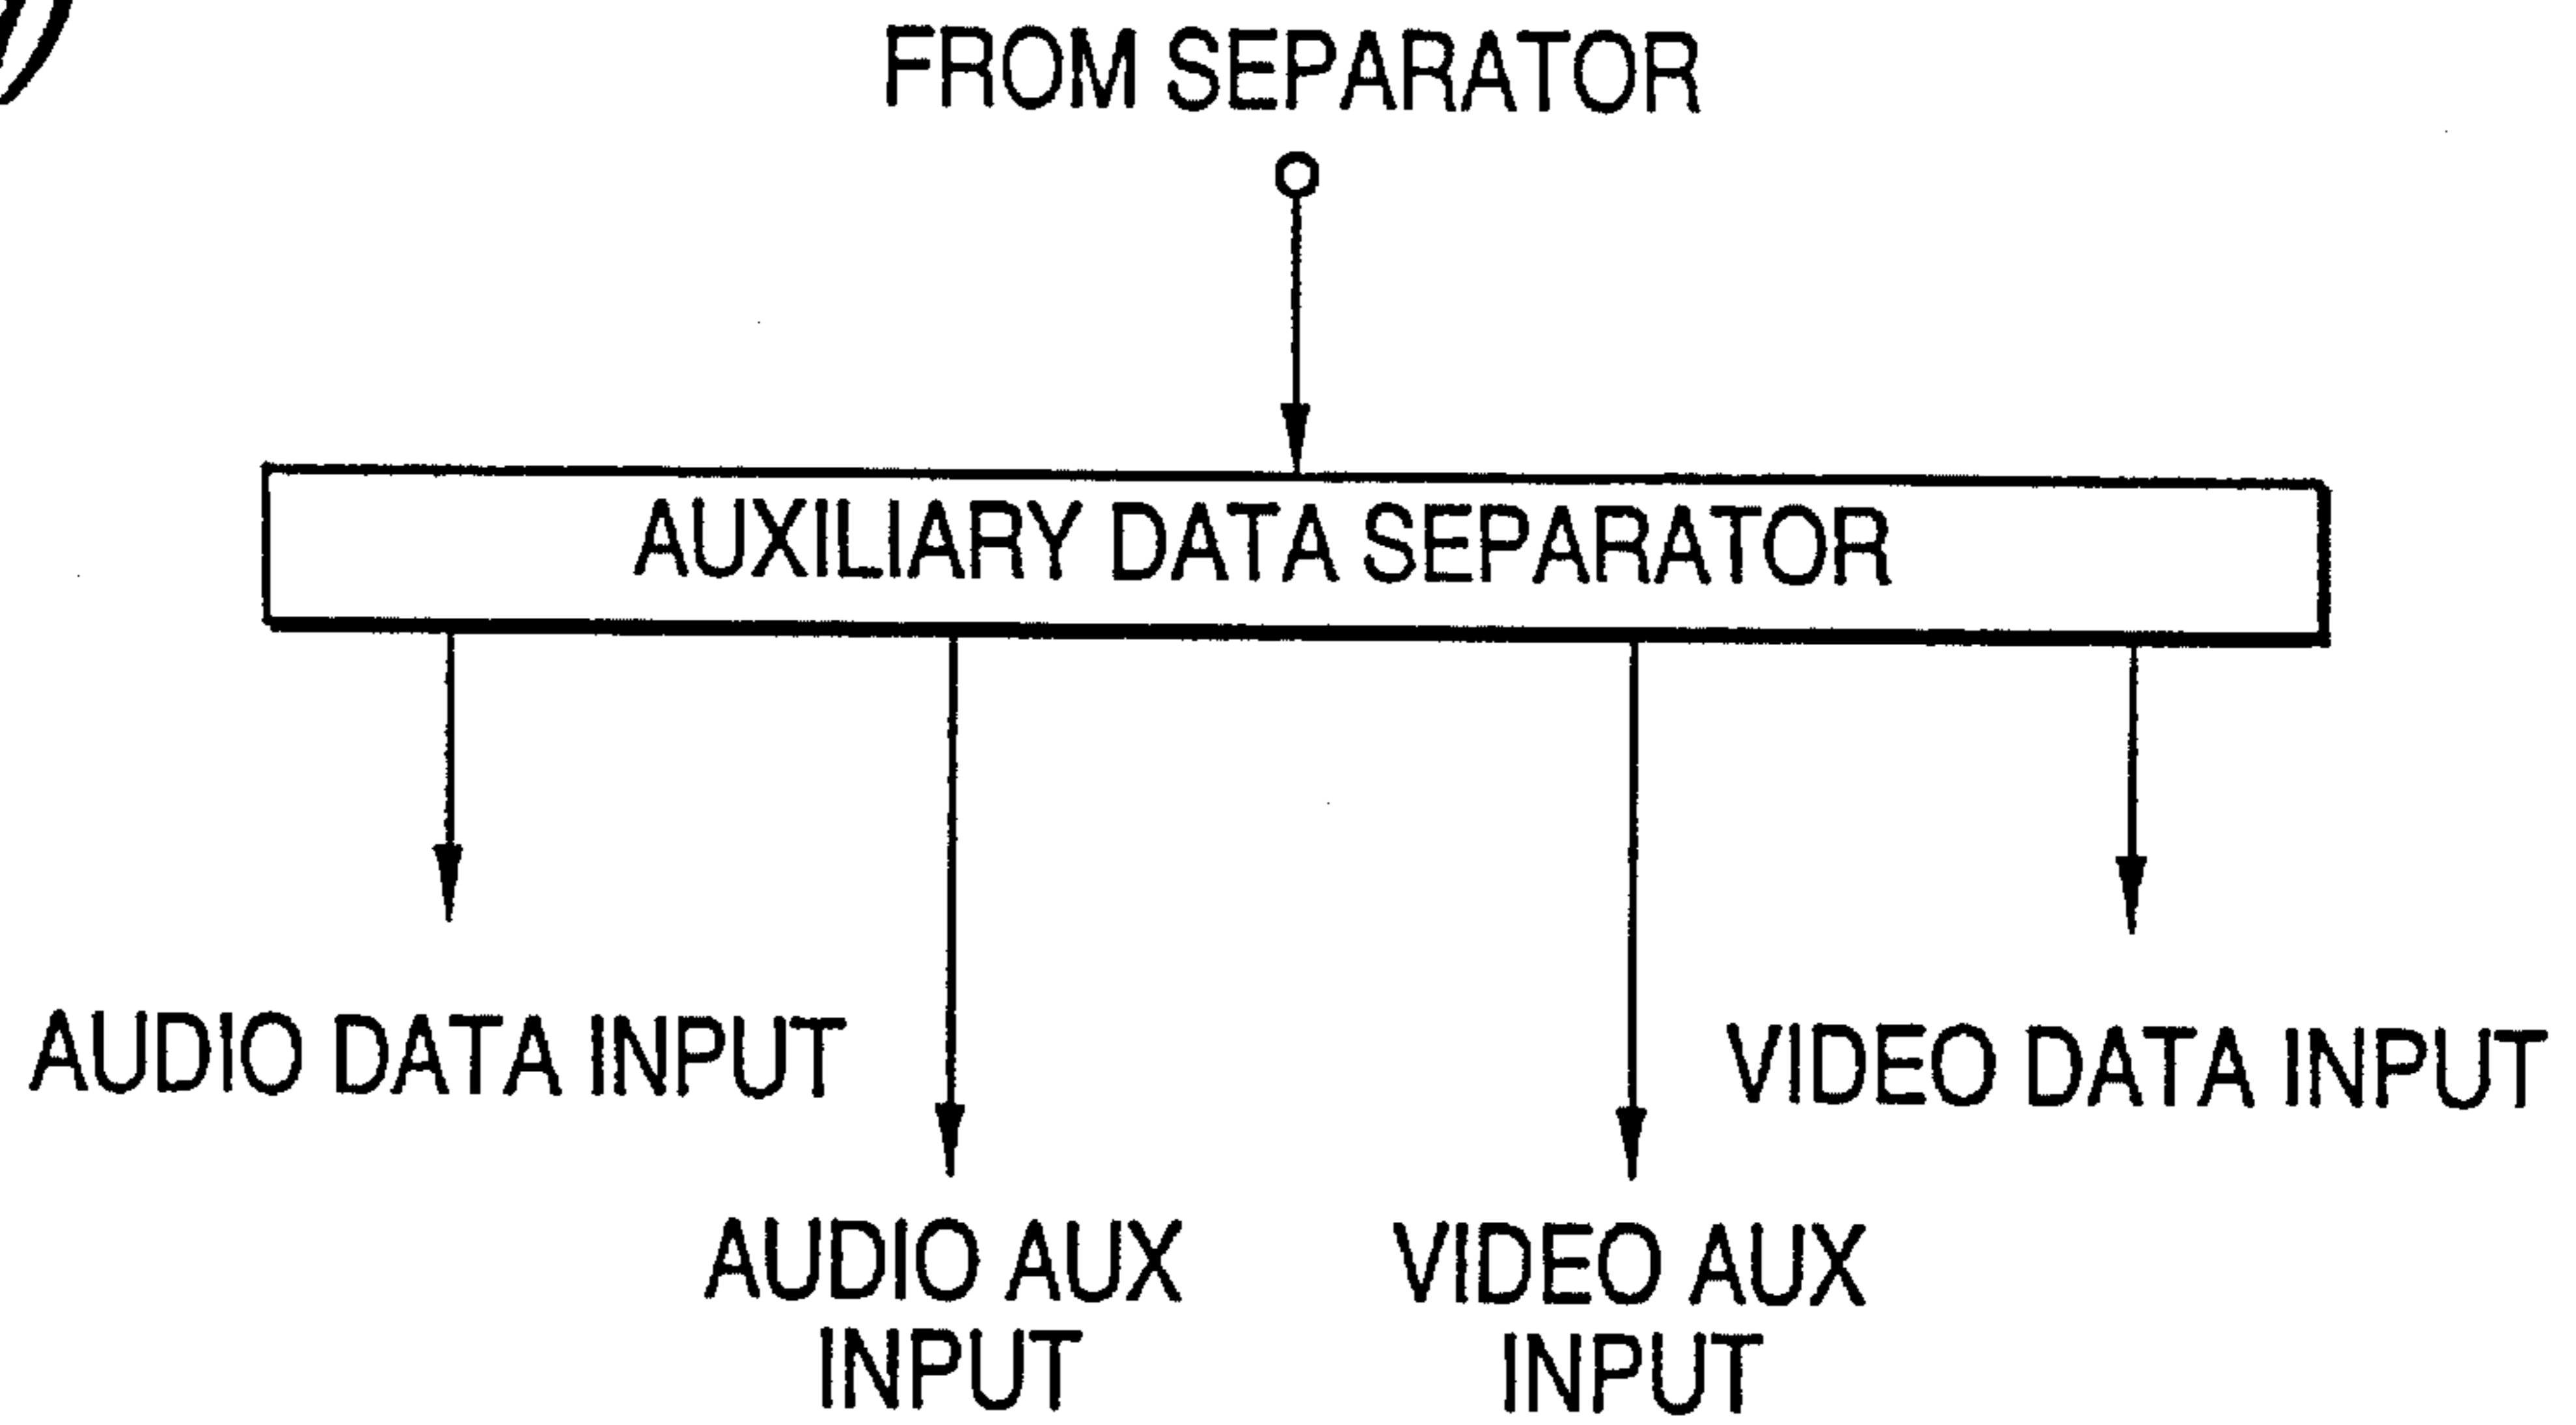 FROM SEPARATOR
AUXILIARY DATA SEPARATOR
AUDIO DATA INPUT
VIDEO DATA INPUT
AUDIO AUX
INPUT
VIDEO AUX
INPUT